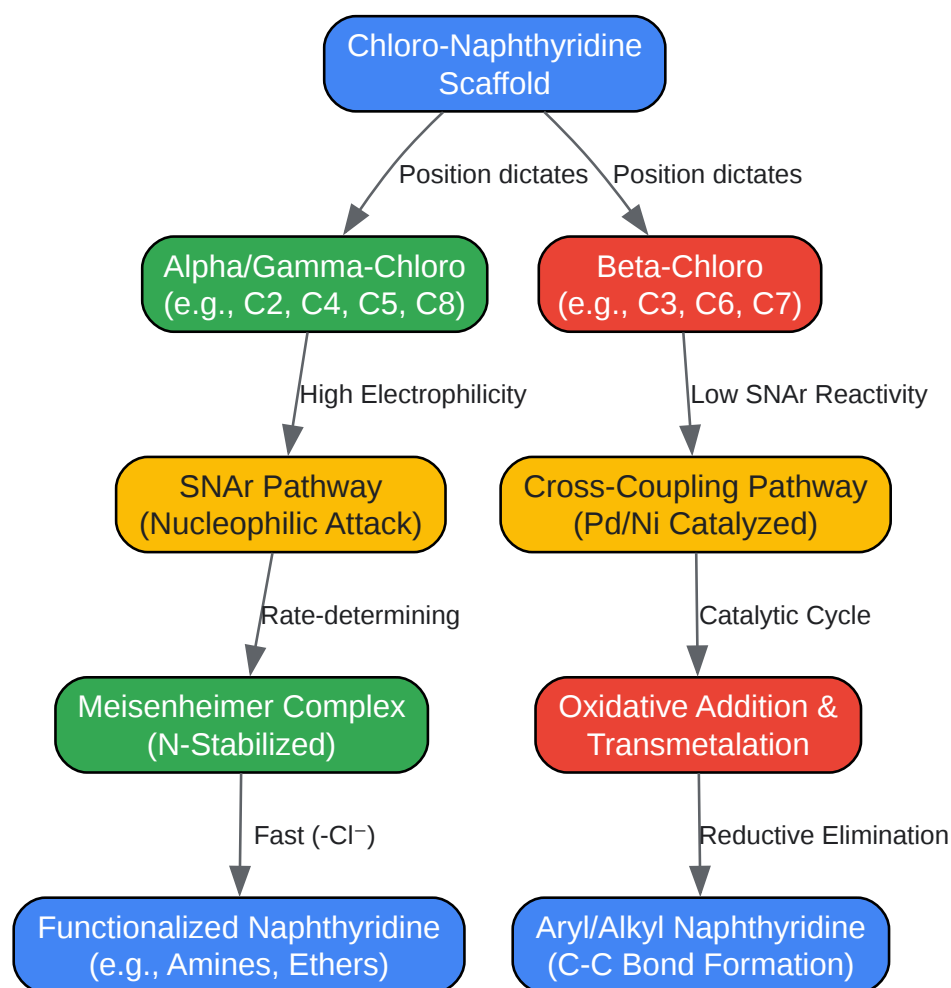 Chloro-Naphthyridine
Scaffold
Position dictates
Position dictates
Alpha/Gamma-Chloro
(e.g., C2, C4, C5, C8)
Beta-Chloro
(e.g., C3, C6, C7)
High Electrophilicity
Low SNAr Reactivity
SNAr Pathway
(Nucleophilic Attack)
Cross-Coupling Pathway
(Pd/Ni Catalyzed)
Rate-determining
Catalytic Cycle
Meisenheimer Complex
(N-Stabilized)
Oxidative Addition &
Transmetalation
Fast (-Cl⁻)
Reductive Elimination
Functionalized Naphthyridine
(e.g., Amines, Ethers)
Aryl/Alkyl Naphthyridine
(C-C Bond Formation)